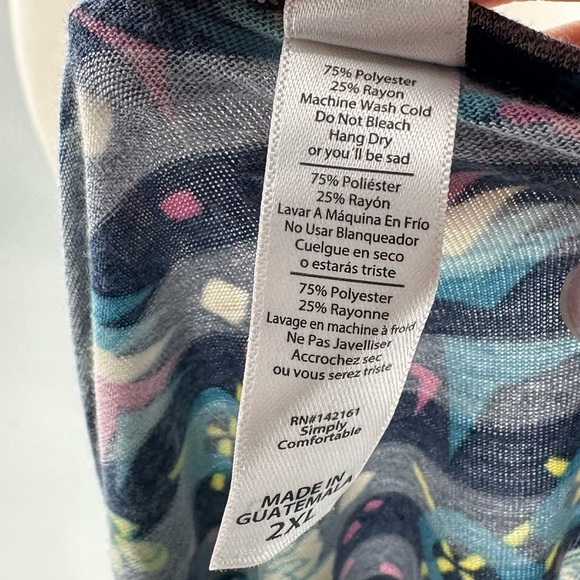 75% Polyester
25% Rayon
Machine Wash Cold
Do Not Bleach
Hang Dry
or you'll be sad
75% Poliéster
25% Rayón
Lavar A Máquina En Frío
No Usar Blanqueador
Cuelgue en seco
o estarás triste
75% Polyester
25% Rayonne
Lavage en machine à froid
Ne Pas Javelliser
Accrochez sec
ou vous serez triste
RN#142161
Simply
Comfortable
MADE IN
GUATEMALA
2XL